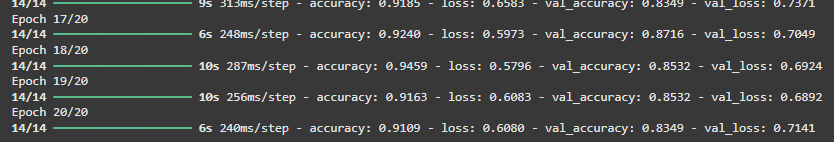 14/14 ━━━━━━━━━━━━━━━━━━━━ 9s 313ms/step - accuracy: 0.9185 - loss: 0.6583 - val_accuracy: 0.8349 - val_loss: 0.7371
Epoch 17/20
14/14 ━━━━━━━━━━━━━━━━━━━━ 6s 248ms/step - accuracy: 0.9240 - loss: 0.5973 - val_accuracy: 0.8716 - val_loss: 0.7049
Epoch 18/20
14/14 ━━━━━━━━━━━━━━━━━━━━ 10s 287ms/step - accuracy: 0.9459 - loss: 0.5796 - val_accuracy: 0.8532 - val_loss: 0.6924
Epoch 19/20
14/14 ━━━━━━━━━━━━━━━━━━━━ 10s 256ms/step - accuracy: 0.9163 - loss: 0.6083 - val_accuracy: 0.8532 - val_loss: 0.6892
Epoch 20/20
14/14 ━━━━━━━━━━━━━━━━━━━━ 6s 240ms/step - accuracy: 0.9109 - loss: 0.6080 - val_accuracy: 0.8349 - val_loss: 0.7141